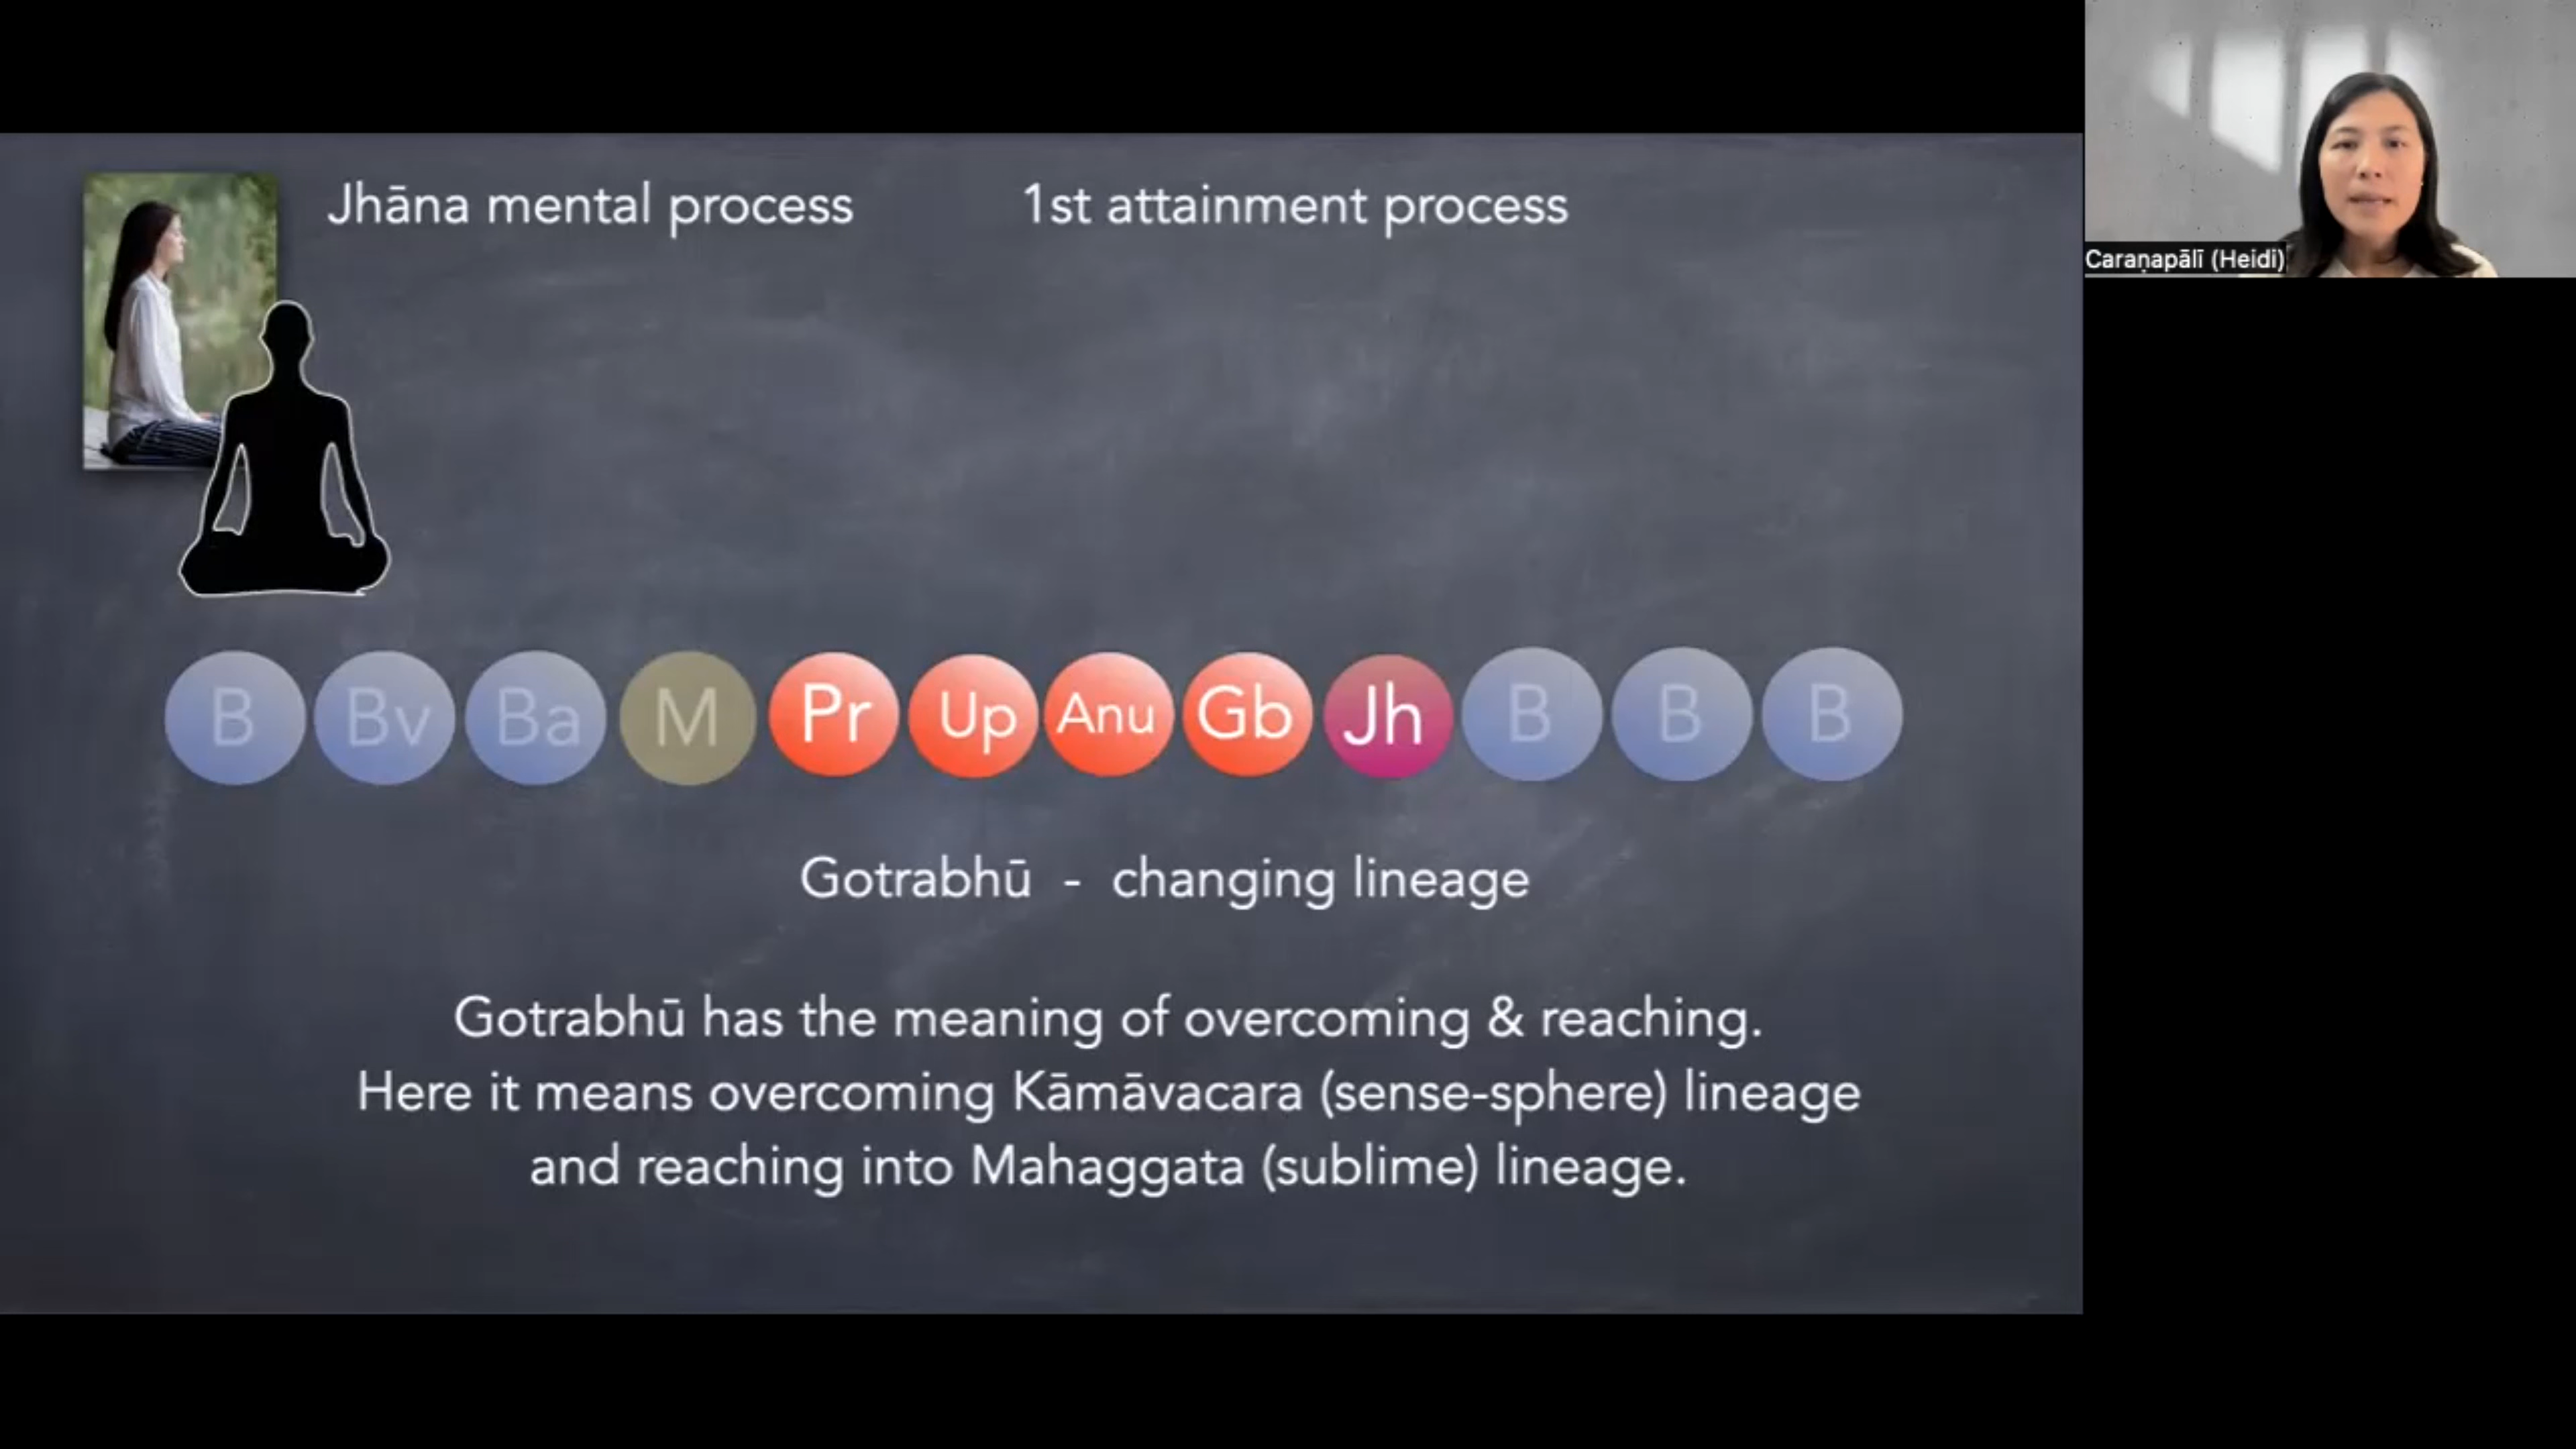 Jhāna mental process 1st attainment process
B Bv Ba M Pr Up Anu Gb Jh B B B
Gotrabhū - changing lineage
Gotrabhū has the meaning of overcoming & reaching.
Here it means overcoming Kāmāvacara (sense-sphere) lineage
and reaching into Mahaggata (sublime) lineage.
Caraṇapālī (Heidi)